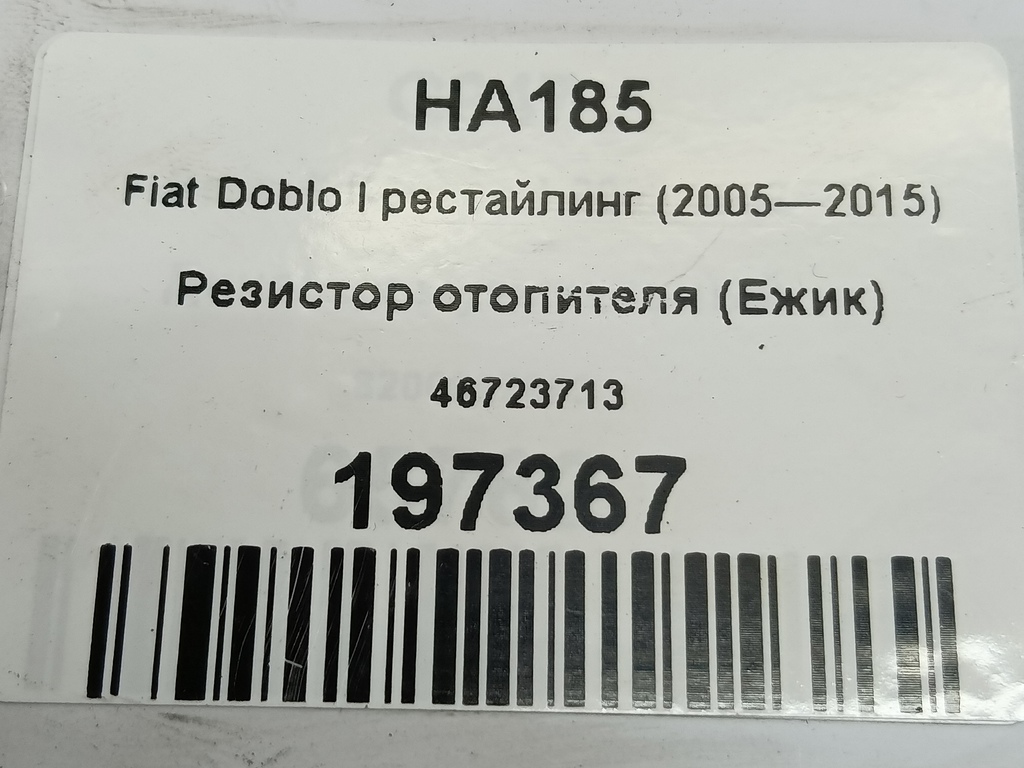 HA185
Fiat Doblo I рестайлинг (2005—2015)
Резистор отопителя (Ежик)
46723713
197367